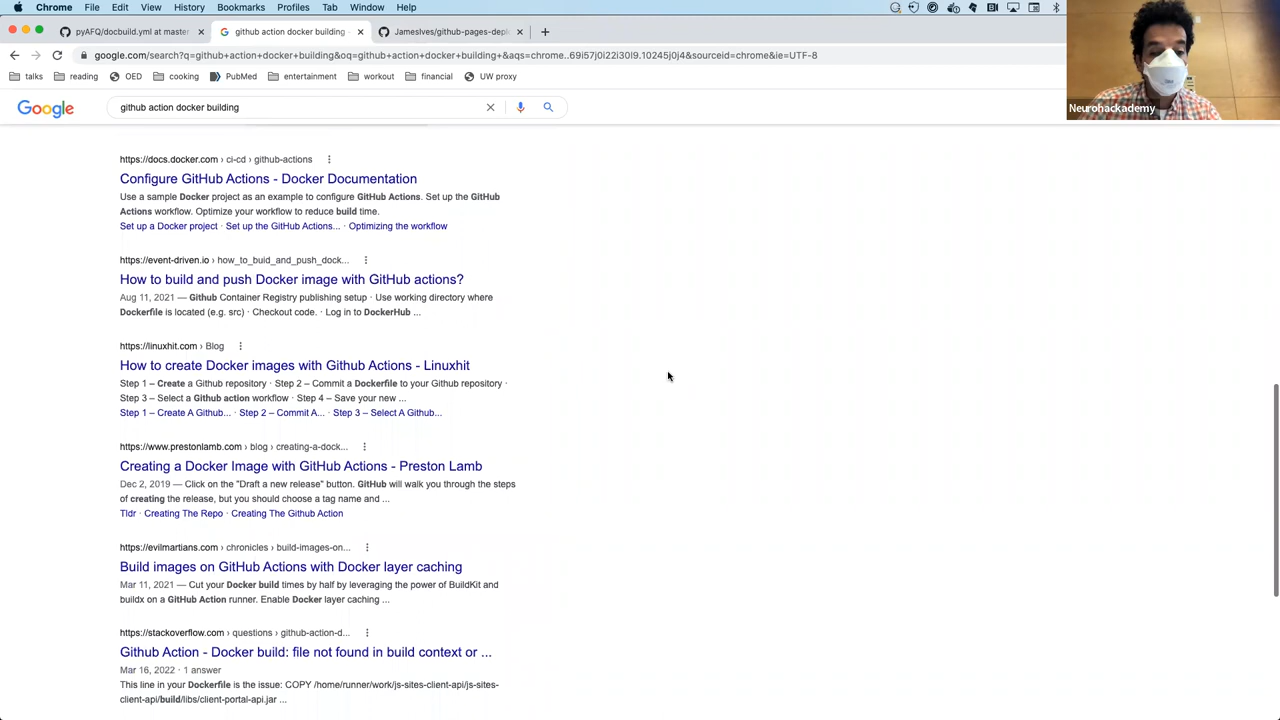 Chrome File Edit View History Bookmarks Profiles Tab Window Help
pyAFQ/docbuild.yml at master
github action docker building
JamesIves/github-pages-depl
google.com/search?q=github+action+docker+building&oq=github+action+docker+building+&aqs=chrome..69i57j0i22i30l9.10245j0j4&sourceid=chrome&ie=UTF-8
talks reading OED cooking PubMed entertainment workout financial UW proxy
Neurohackademy
Google github action docker building
https://docs.docker.com › ci-cd › github-actions
Configure GitHub Actions - Docker Documentation
Use a sample Docker project as an example to configure GitHub Actions. Set up the GitHub
Actions workflow. Optimize your workflow to reduce build time.
Set up a Docker project · Set up the GitHub Actions... · Optimizing the workflow
https://event-driven.io › how_to_buid_and_push_dock...
How to build and push Docker image with GitHub actions?
Aug 11, 2021 — Github Container Registry publishing setup · Use working directory where
Dockerfile is located (e.g. src) · Checkout code. · Log in to DockerHub ...
https://linuxhit.com › Blog
How to create Docker images with Github Actions - Linuxhit
Step 1 – Create a Github repository · Step 2 – Commit a Dockerfile to your Github repository ·
Step 3 – Select a Github action workflow · Step 4 – Save your new ...
Step 1 – Create A Github... · Step 2 – Commit A... · Step 3 – Select A Github...
https://www.prestonlamb.com › blog › creating-a-dock...
Creating a Docker Image with GitHub Actions - Preston Lamb
Dec 2, 2019 — Click on the "Draft a new release" button. GitHub will walk you through the steps
of creating the release, but you should choose a tag name and ...
Tldr · Creating The Repo · Creating The Github Action
https://evilmartians.com › chronicles › build-images-on...
Build images on GitHub Actions with Docker layer caching
Mar 11, 2021 — Cut your Docker build times by half by leveraging the power of BuildKit and
buildx on a GitHub Action runner. Enable Docker layer caching ...
https://stackoverflow.com › questions › github-action-d...
Github Action - Docker build: file not found in build context or ...
Mar 16, 2022 · 1 answer
This line in your Dockerfile is the issue: COPY /home/runner/work/js-sites-client-api/js-sites-
client-api/build/libs/client-portal-api.jar ...